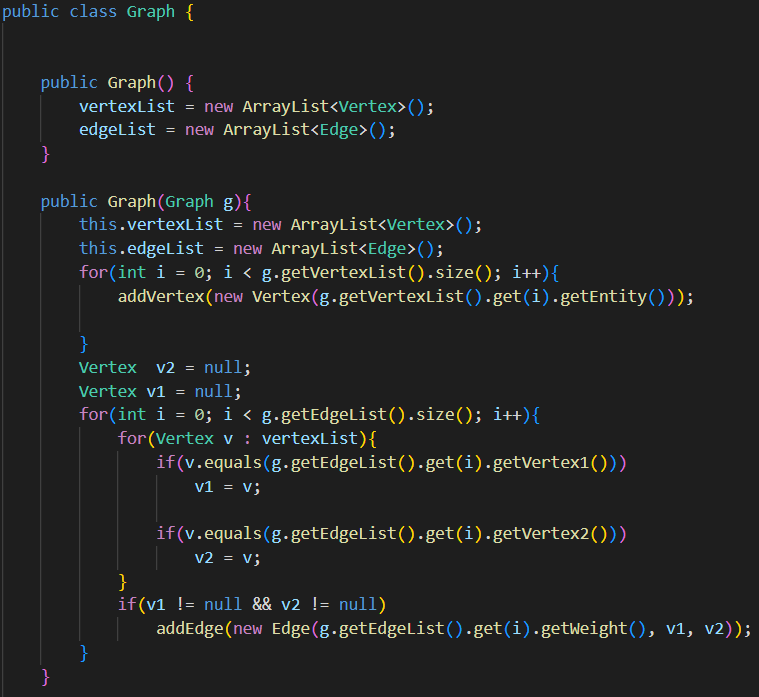 public class Graph {
public Graph() {
vertexList = new ArrayList<Vertex>();
edgeList = new ArrayList<Edge>();
}
public Graph(Graph g){
this.vertexList = new ArrayList<Vertex>();
this.edgeList = new ArrayList<Edge>();
for(int i = 0; i < g.getVertexList().size(); i++){
addVertex(new Vertex(g.getVertexList().get(i).getEntity()));
}
Vertex  v2 = null;
Vertex v1 = null;
for(int i = 0; i < g.getEdgeList().size(); i++){
for(Vertex v : vertexList){
if(v.equals(g.getEdgeList().get(i).getVertex1()))
v1 = v;
if(v.equals(g.getEdgeList().get(i).getVertex2()))
v2 = v;
}
if(v1 != null && v2 != null)
addEdge(new Edge(g.getEdgeList().get(i).getWeight(), v1, v2));
}
}